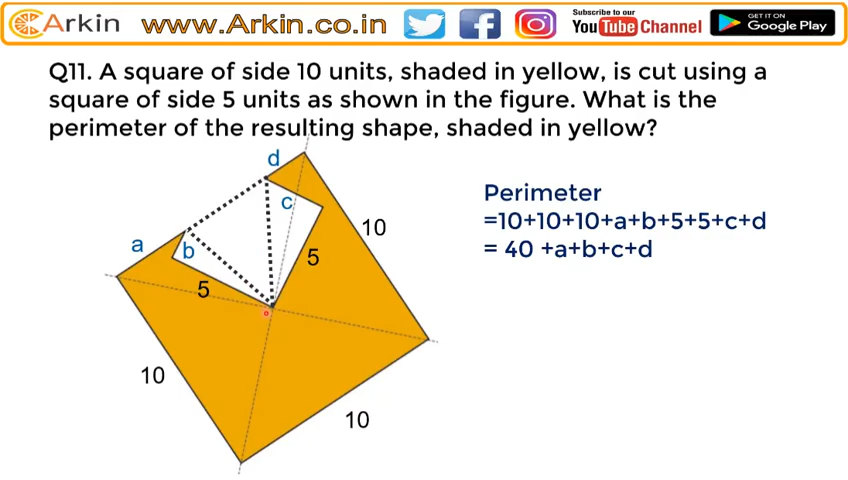 Arkin www.Arkin.co.in Subscribe to our YouTube Channel GET IT ON Google Play
Q11. A square of side 10 units, shaded in yellow, is cut using a
square of side 5 units as shown in the figure. What is the
perimeter of the resulting shape, shaded in yellow?
d
c
a
b
10
5
5
10
10
Perimeter
=10+10+10+a+b+5+5+c+d
= 40 +a+b+c+d